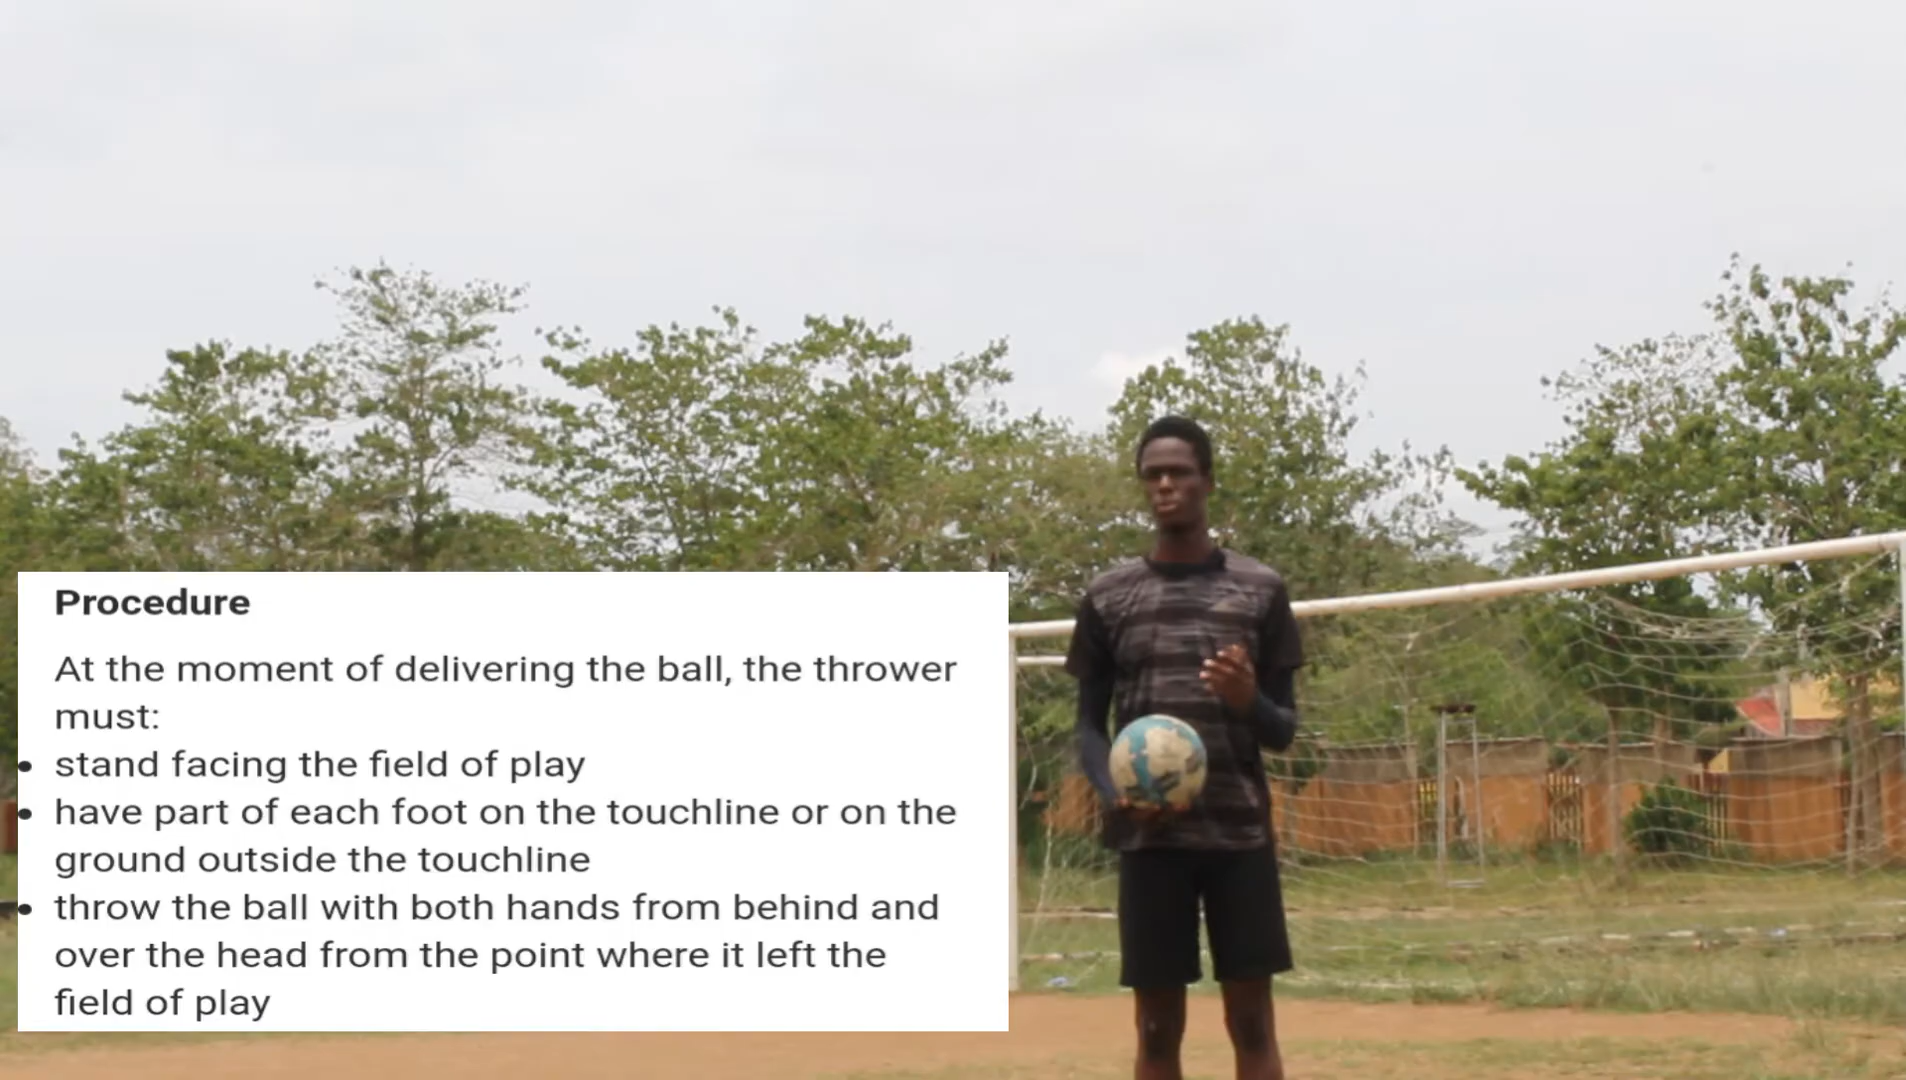 Procedure
At the moment of delivering the ball, the thrower
must:
• stand facing the field of play
• have part of each foot on the touchline or on the
ground outside the touchline
• throw the ball with both hands from behind and
over the head from the point where it left the
field of play